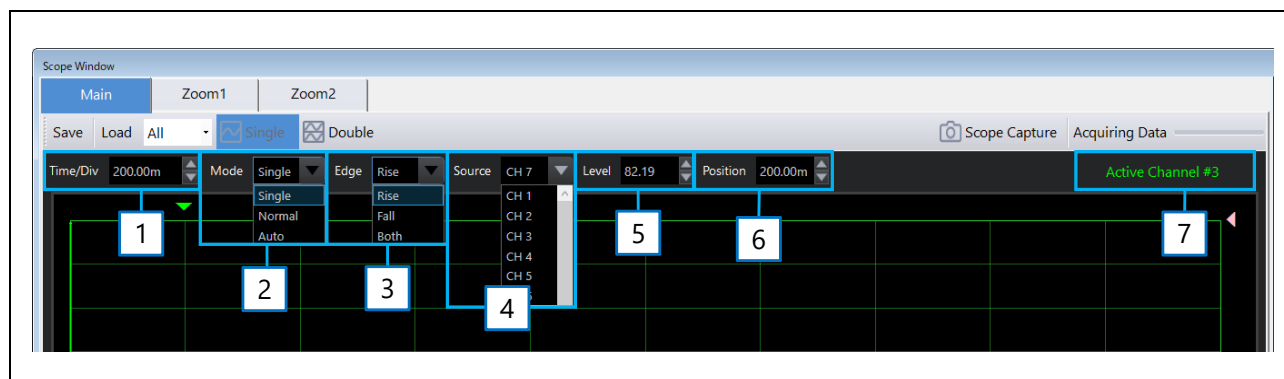 Scope Window
Main Zoom1 Zoom2
Save Load All Single Double Scope Capture Acquiring Data
Time/Div 200.00m Mode Single Edge Rise Source CH 7 Level 82.19 Position 200.00m Active Channel #3
Single Rise CH 1
Normal Fall CH 2
Auto Both CH 3
CH 4
CH 5
1
2
3
4
5
6
7